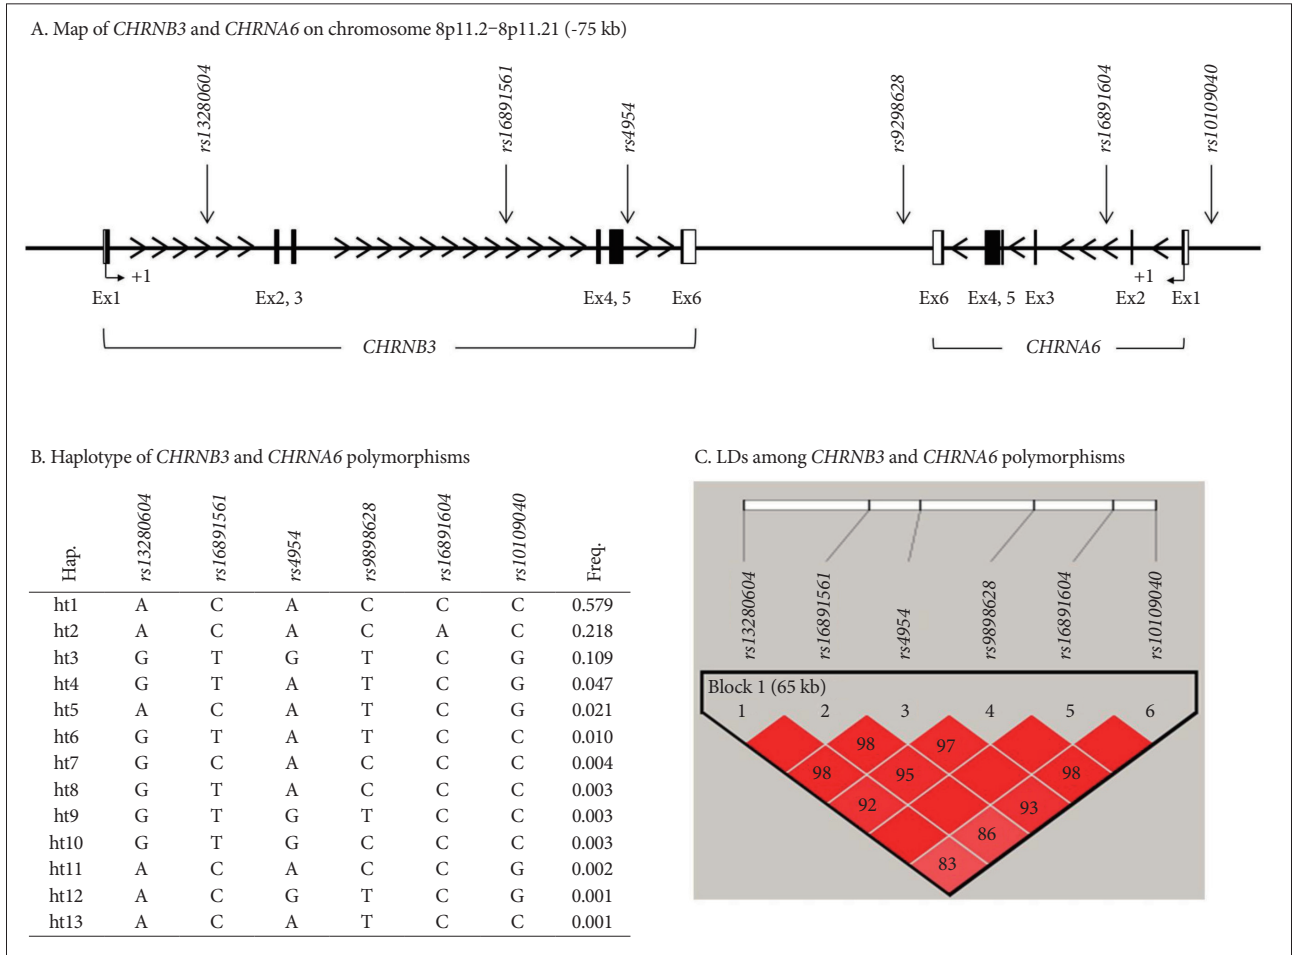 A. Map of CHRNB3 and CHRNA6 on chromosome 8p11.2−8p11.21 (-75 kb)
rs13280604 rs16891561 rs4954 rs9298628 rs16891604 rs10109040
+1 +1
Ex1 Ex2, 3 Ex4, 5 Ex6 Ex6 Ex4, 5 Ex3 Ex2 Ex1
CHRNB3 CHRNA6
B. Haplotype of CHRNB3 and CHRNA6 polymorphisms
Hap. rs13280604 rs16891561 rs4954 rs9898628 rs16891604 rs10109040 Freq.
ht1 A C A C C C 0.579
ht2 A C A C A C 0.218
ht3 G T G T C G 0.109
ht4 G T A T C G 0.047
ht5 A C A T C G 0.021
ht6 G T A T C C 0.010
ht7 G C A C C C 0.004
ht8 G T A C C C 0.003
ht9 G T G T C C 0.003
ht10 G T G C C C 0.003
ht11 A C A C C G 0.002
ht12 A C G T C G 0.001
ht13 A C A T C C 0.001
C. LDs among CHRNB3 and CHRNA6 polymorphisms
rs13280604 rs16891561 rs4954 rs9898628 rs16891604 rs10109040
Block 1 (65 kb)
1 2 3 4 5 6
98 97
98 95 98
92 93
86
83